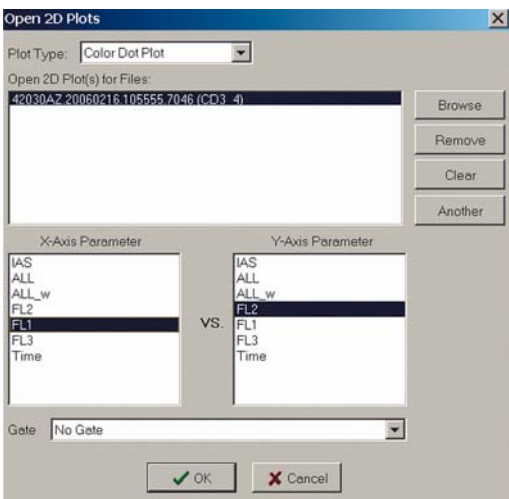 Open 2D Plots
Plot Type: Color Dot Plot
Open 2D Plot(s) for Files:
42030AZ.20060216.105555.7046 (CD3_4)
Browse
Remove
Clear
Another
X-Axis Parameter
IAS
ALL
ALL_w
FL2
FL1
FL3
Time
VS.
Y-Axis Parameter
IAS
ALL
ALL_w
FL2
FL1
FL3
Time
Gate No Gate
OK Cancel